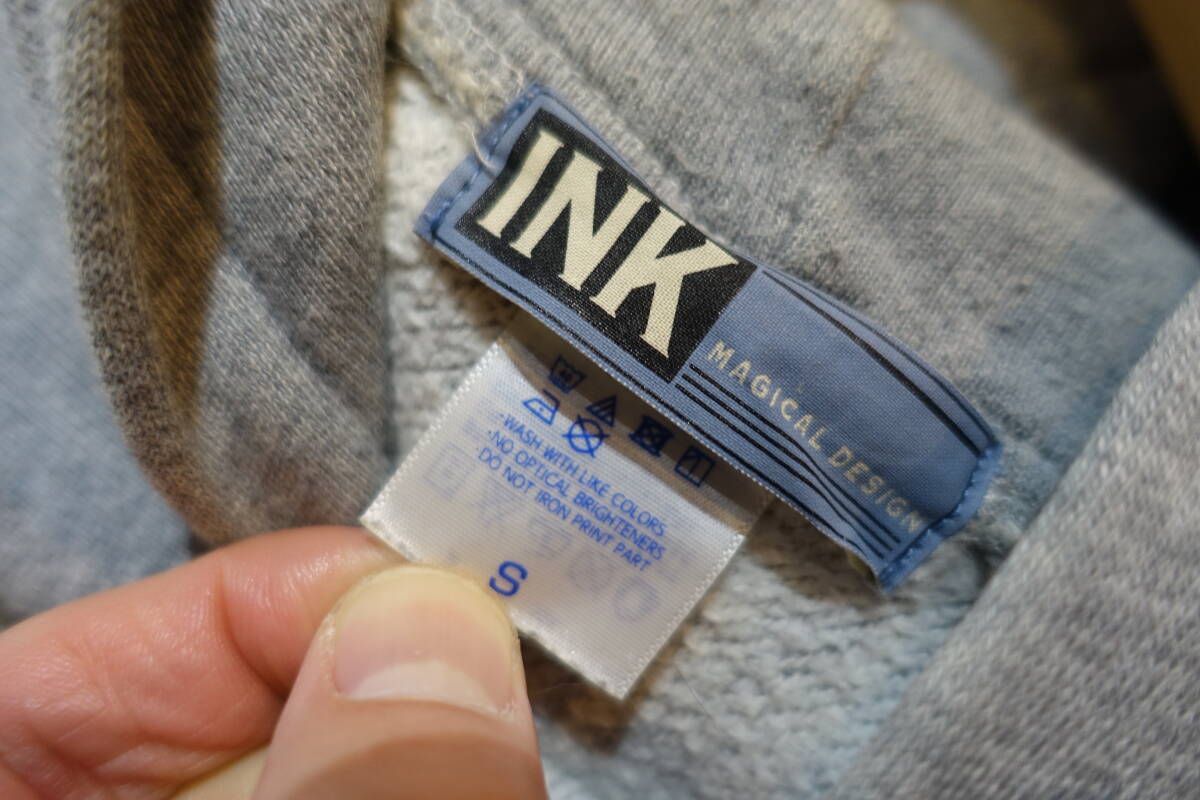 INK
MAGICAL DESIGN
·WASH WITH LIKE COLORS
·NO OPTICAL BRIGHTENERS
·DO NOT IRON PRINT PART
S